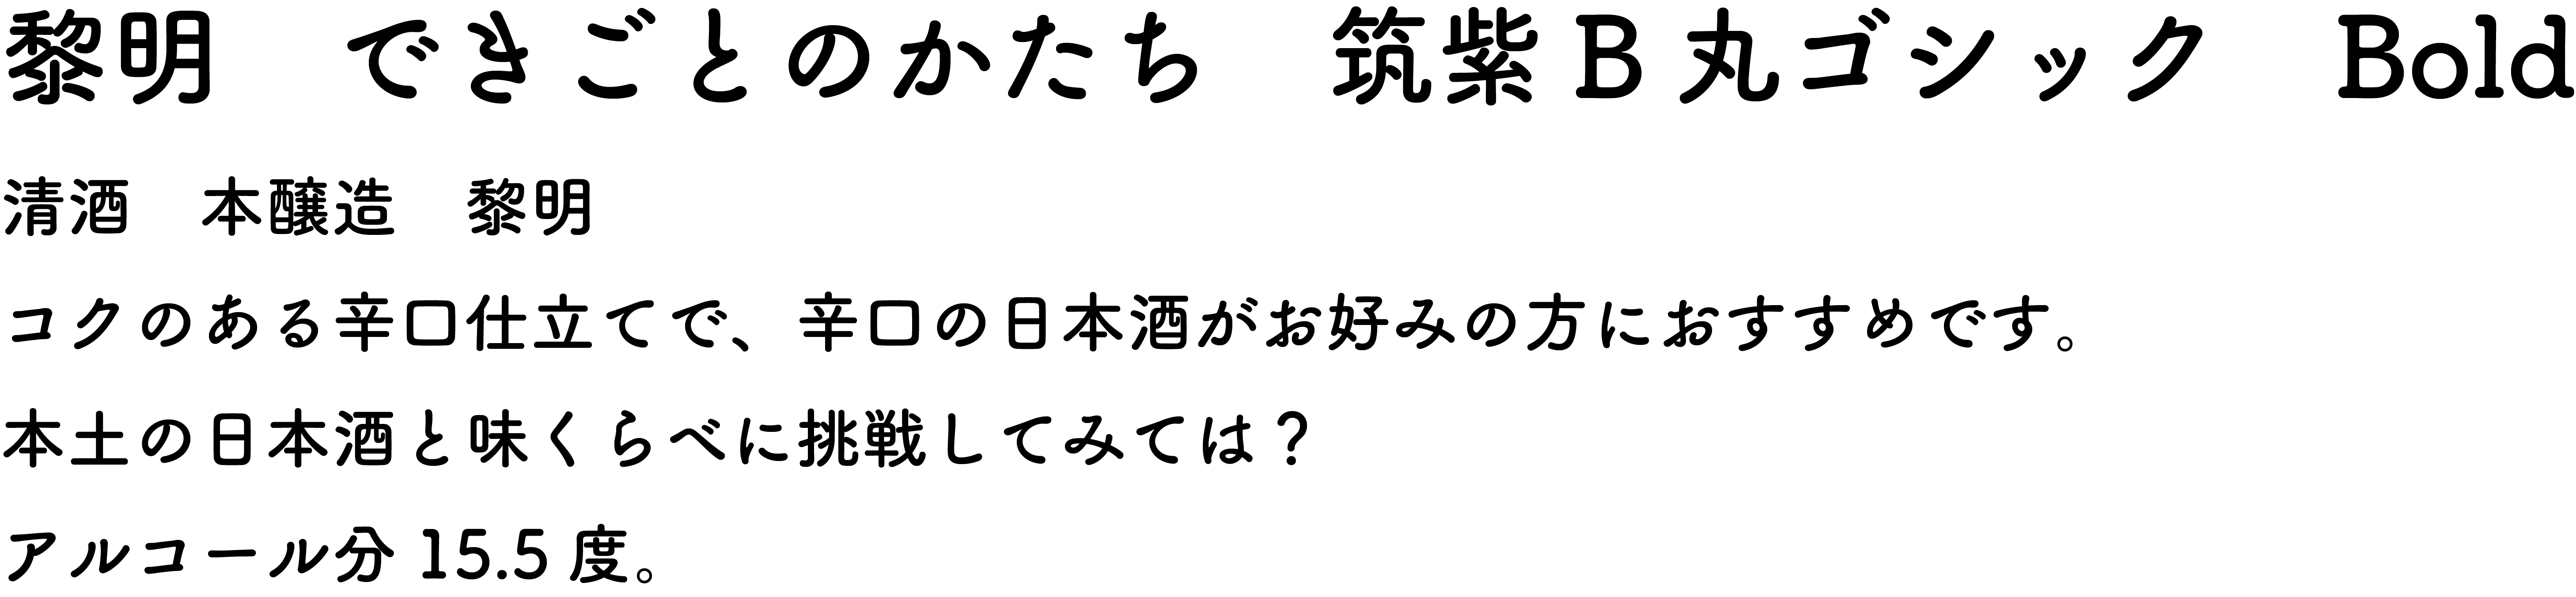 黎明　できごとのかたち　筑紫B丸ゴシック　Bold
清酒　本醸造　黎明
コクのある辛口仕立てで、辛口の日本酒がお好みの方におすすめです。
本土の日本酒と味くらべに挑戦してみては？
アルコール分 15.5 度。